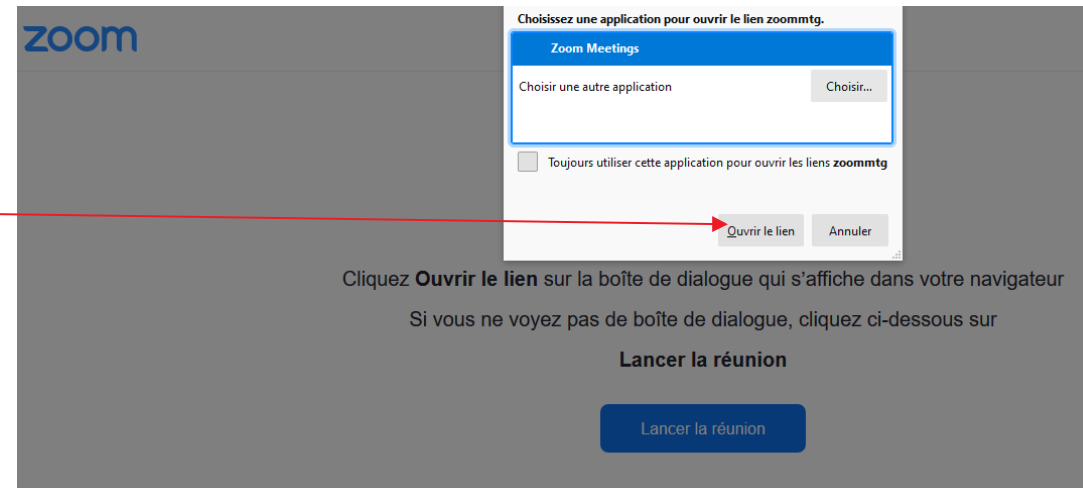 zoom
Choisissez une application pour ouvrir le lien zoommtg.
Zoom Meetings
Choisir une autre application
Choisir...
Toujours utiliser cette application pour ouvrir les liens zoommtg
Ouvrir le lien
Annuler
Cliquez Ouvrir le lien sur la boîte de dialogue qui s’affiche dans votre navigateur
Si vous ne voyez pas de boîte de dialogue, cliquez ci-dessous sur
Lancer la réunion
Lancer la réunion